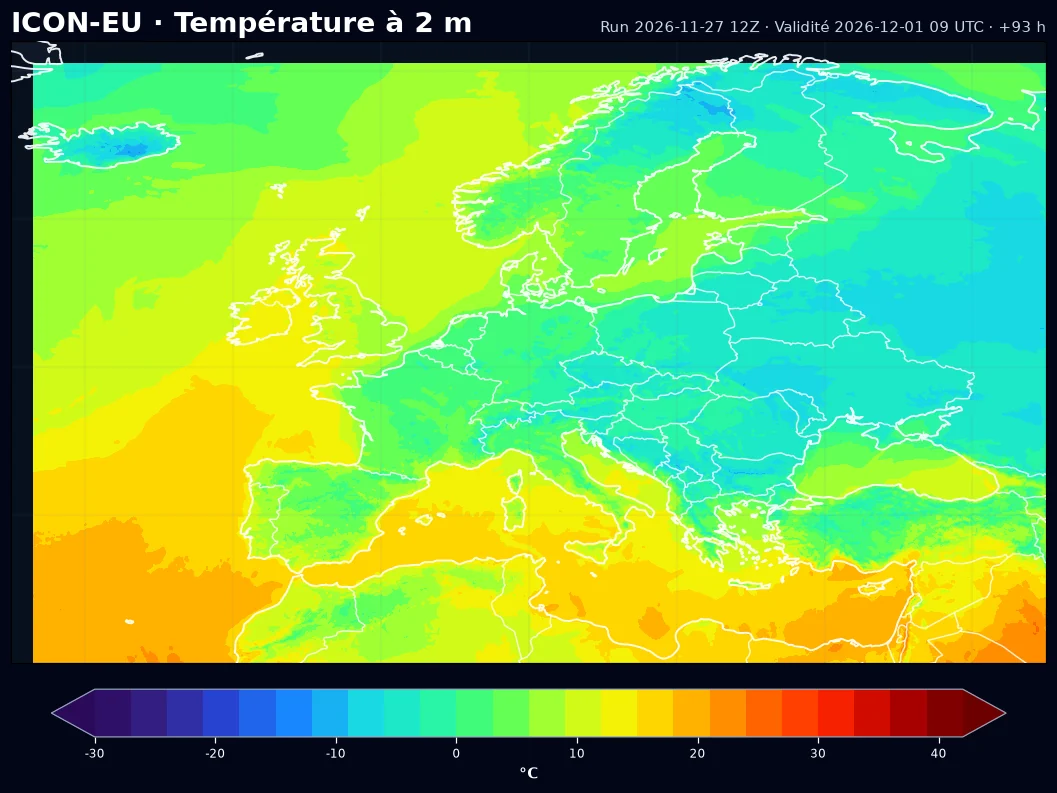 ICON-EU · Température à 2 m
Run 2026-11-27 12Z · Validité 2026-12-01 09 UTC · +93 h
-30 -20 -10 0 10 20 30 40
°C